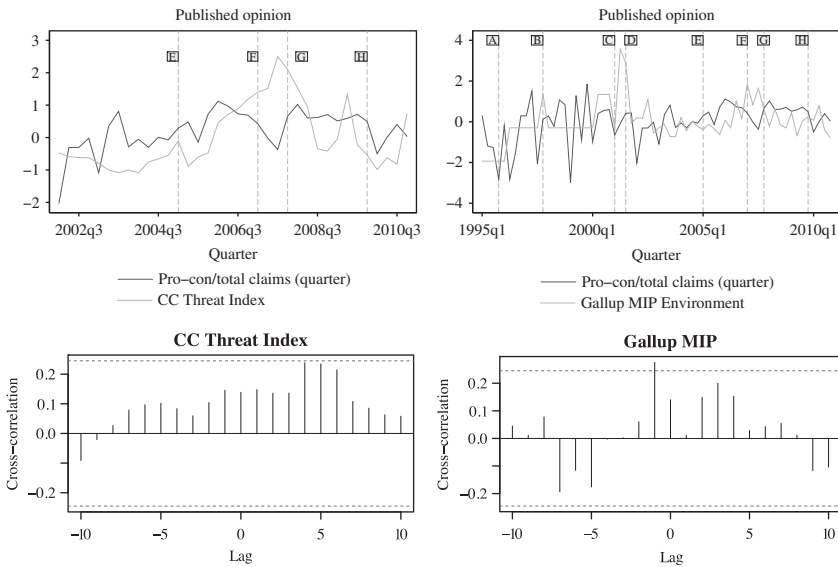 Published opinion
3
2
1
0
−1
−2
E
F
G
H
2002q3
2004q3
2006q3
2008q3
2010q3
Quarter
Pro−con/total claims (quarter)
CC Threat Index
Published opinion
4
2
0
−2
−4
A
B
C
D
E
F
G
H
1995q1
2000q1
2005q1
2010q1
Quarter
Pro−con/total claims (quarter)
Gallup MIP Environment
CC Threat Index
Cross−correlation
0.2
0.1
0.0
−0.2
−10
−5
0
5
10
Lag
Gallup MIP
Cross−correlation
0.2
0.1
0.0
−0.2
−10
−5
0
5
10
Lag